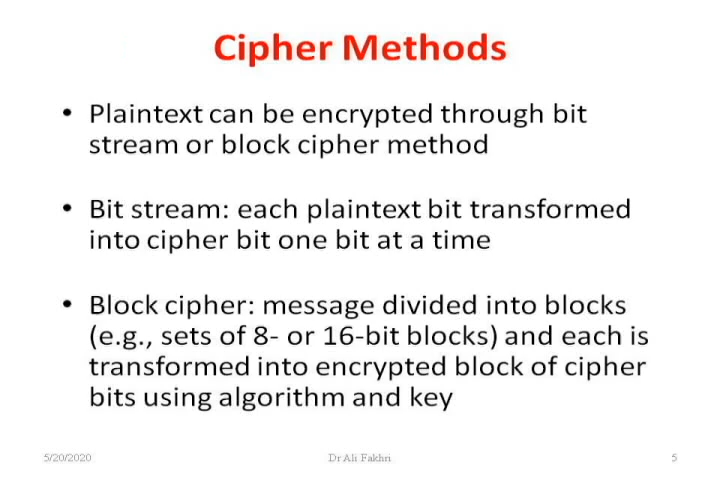 Cipher Methods
• Plaintext can be encrypted through bit
stream or block cipher method
• Bit stream: each plaintext bit transformed
into cipher bit one bit at a time
• Block cipher: message divided into blocks
(e.g., sets of 8- or 16-bit blocks) and each is
transformed into encrypted block of cipher
bits using algorithm and key
5/20/2020
Dr Ali Fakhri
5